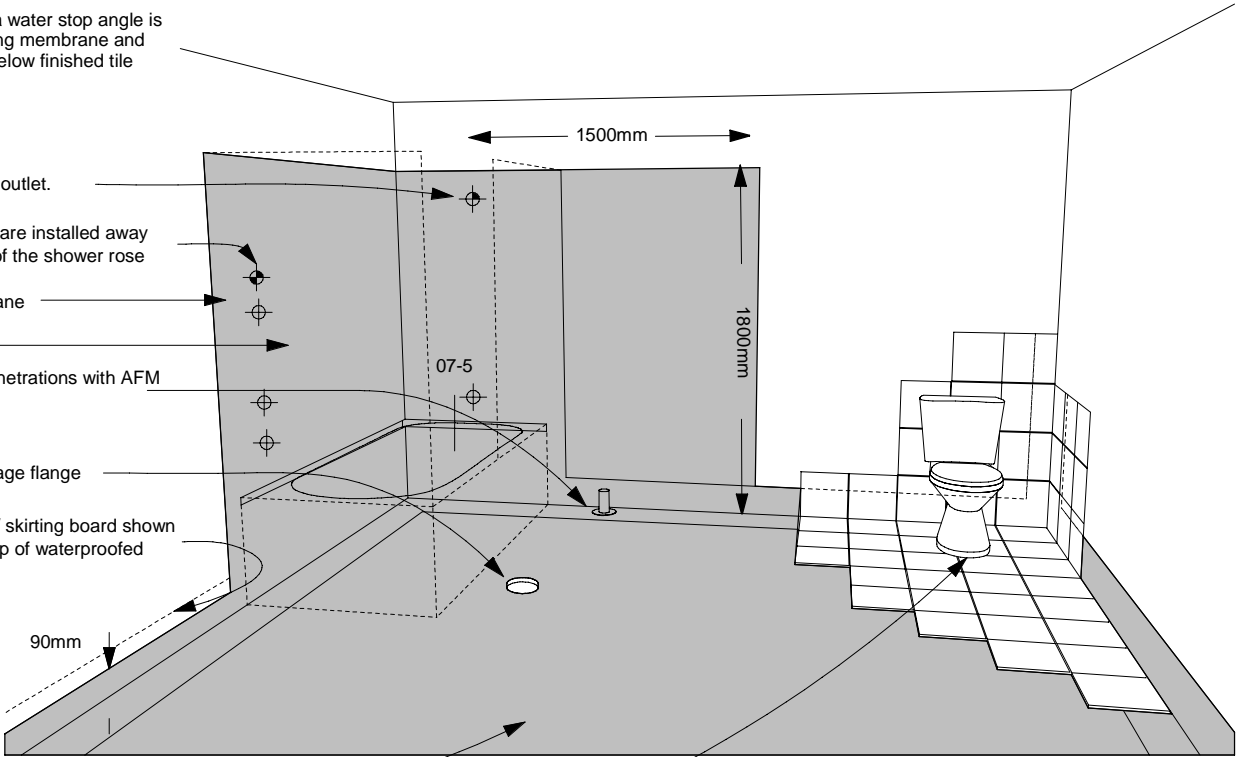 a water stop angle is
ng membrane and
elow finished tile
1500mm
outlet.
are installed away
of the shower rose
ane
1800mm
07-5
netrations with AFM
age flange
skirting board shown
p of waterproofed
90mm